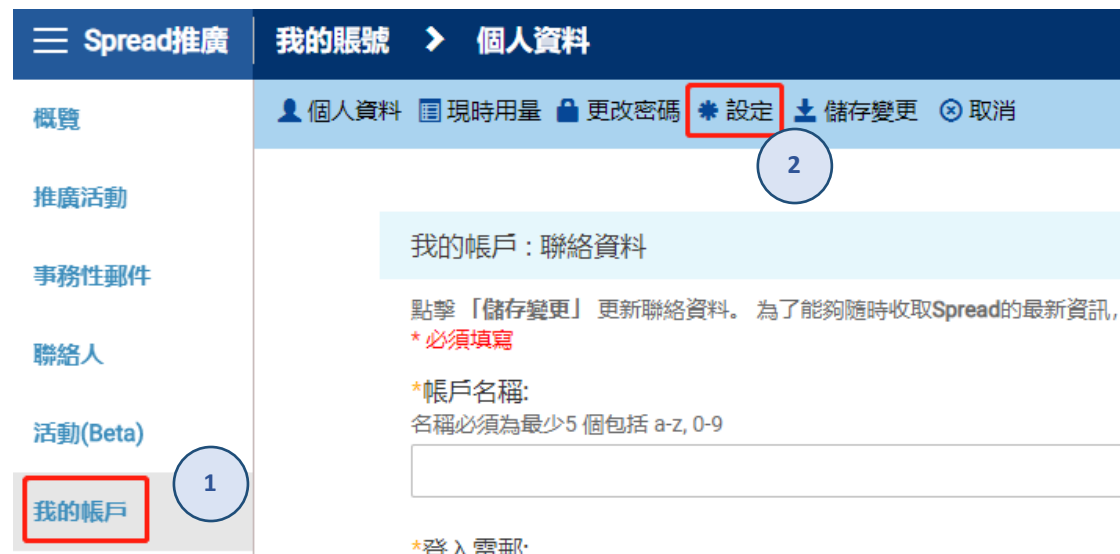 Spread推廣
我的賬號 > 個人資料
個人資料 現時用量 更改密碼 設定 儲存變更 取消
2
概覽
推廣活動
事務性郵件
聯絡人
活動(Beta)
我的帳戶
1
我的帳戶 : 聯絡資料
點擊 「儲存變更」 更新聯絡資料。 為了能夠隨時收取Spread的最新資訊,
* 必須填寫
*帳戶名稱:
名稱必須為最少5 個包括 a-z, 0-9
*登入電郵: